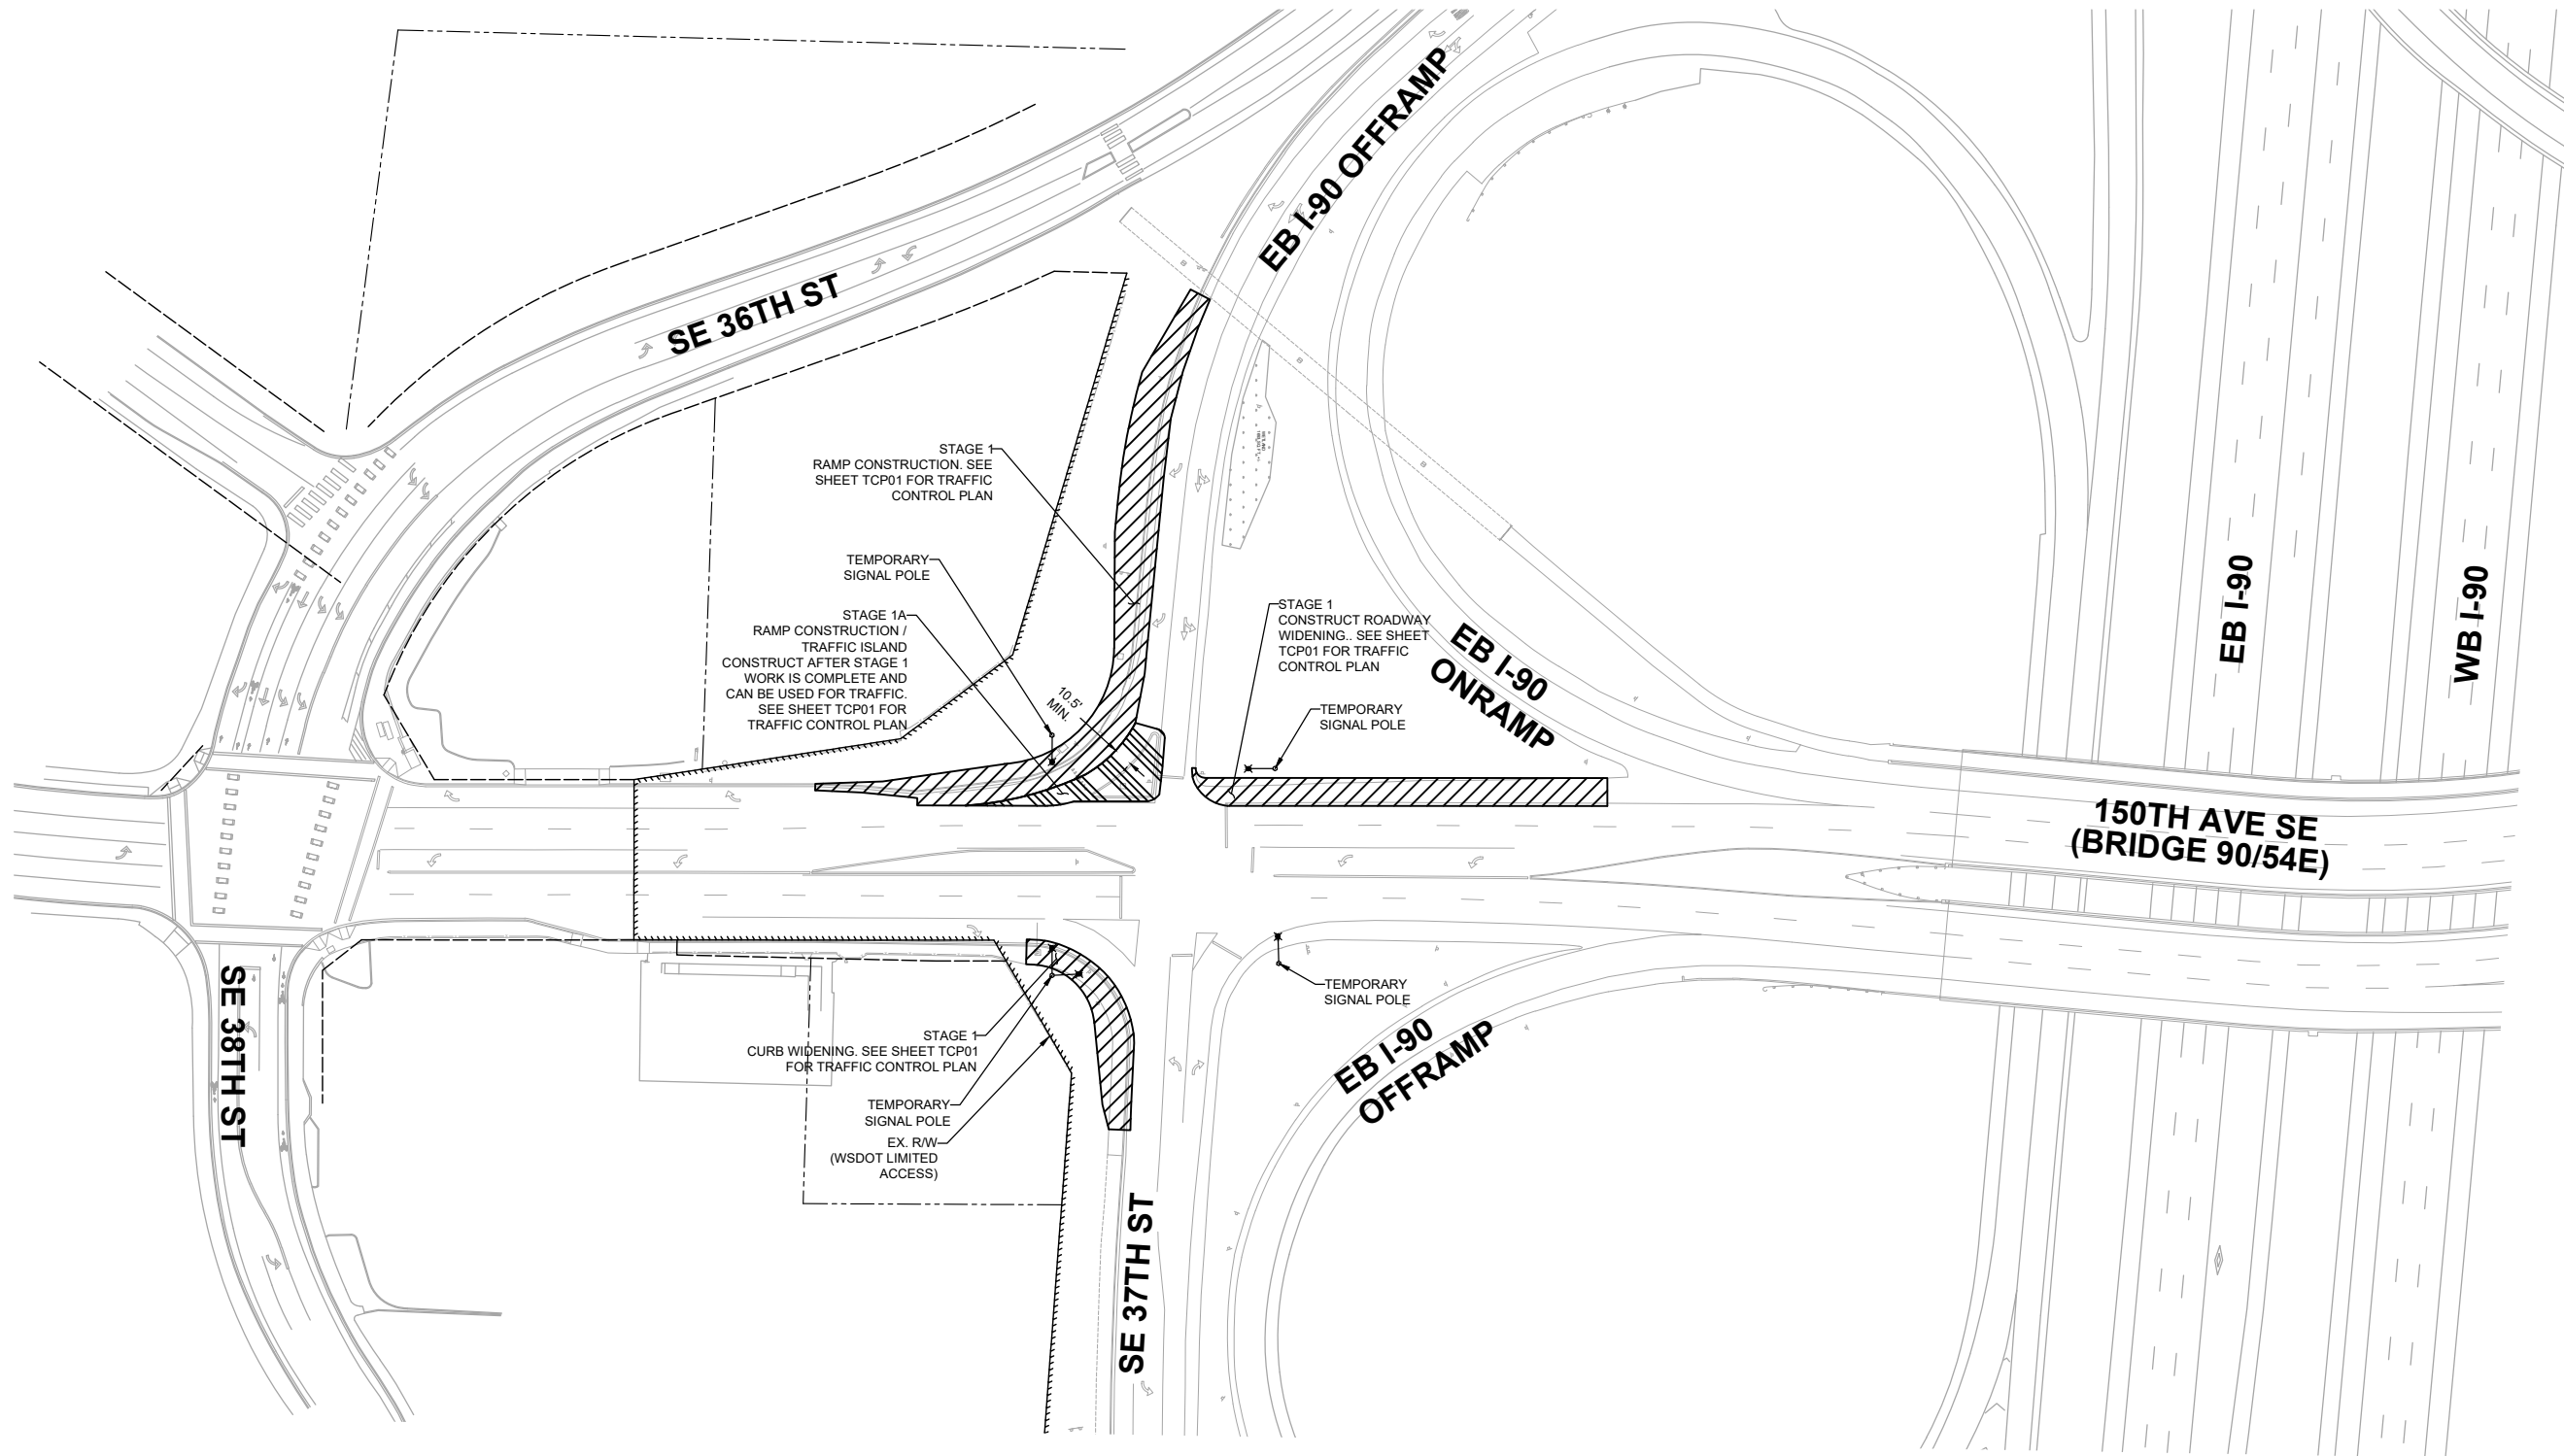 EB I-90 OFFRAMP
SE 36TH ST
STAGE 1
RAMP CONSTRUCTION. SEE
SHEET TCP01 FOR TRAFFIC
CONTROL PLAN
TEMPORARY
SIGNAL POLE
STAGE 1A
RAMP CONSTRUCTION /
TRAFFIC ISLAND
CONSTRUCT AFTER STAGE 1
WORK IS COMPLETE AND
CAN BE USED FOR TRAFFIC.
SEE SHEET TCP01 FOR
TRAFFIC CONTROL PLAN
10.5'
MIN.
STAGE 1
CONSTRUCT ROADWAY
WIDENING.. SEE SHEET
TCP01 FOR TRAFFIC
CONTROL PLAN
TEMPORARY
SIGNAL POLE
EB I-90
ONRAMP
EB I-90
WB I-90
150TH AVE SE
(BRIDGE 90/54E)
SE 38TH ST
STAGE 1
CURB WIDENING. SEE SHEET TCP01
FOR TRAFFIC CONTROL PLAN
TEMPORARY
SIGNAL POLE
EX. R/W
(WSDOT LIMITED
ACCESS)
TEMPORARY
SIGNAL POLE
EB I-90
OFFRAMP
SE 37TH ST